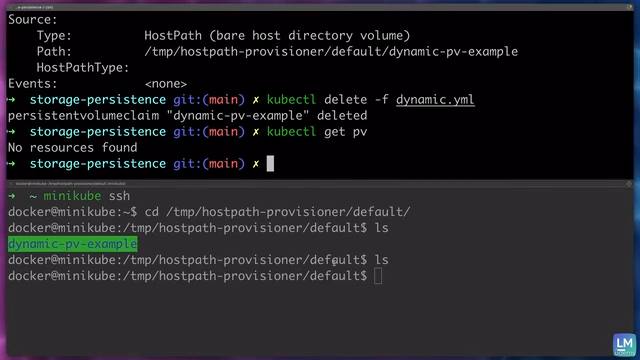 Source:
Type: HostPath (bare host directory volume)
Path: /tmp/hostpath-provisioner/default/dynamic-pv-example
HostPathType:
Events: <none>
➜ storage-persistence git:(main) ✗ kubectl delete -f dynamic.yml
persistentvolumeclaim "dynamic-pv-example" deleted
➜ storage-persistence git:(main) ✗ kubectl get pv
No resources found
➜ storage-persistence git:(main) ✗
➜ ~ minikube ssh
docker@minikube:~$ cd /tmp/hostpath-provisioner/default/
docker@minikube:/tmp/hostpath-provisioner/default$ ls
dynamic-pv-example
docker@minikube:/tmp/hostpath-provisioner/default$ ls
docker@minikube:/tmp/hostpath-provisioner/default$
LM